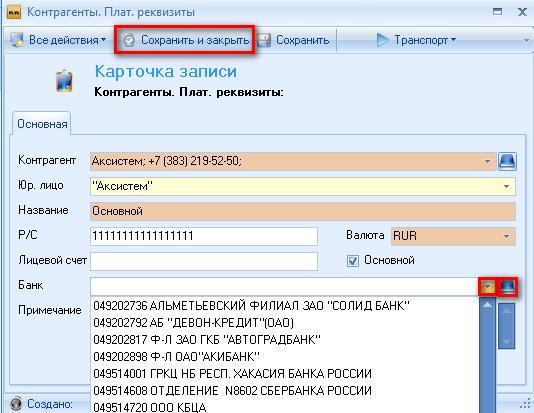 Контрагенты. Плат. реквизиты
Все действия Сохранить и закрыть Сохранить Транспорт
Карточка записи
Контрагенты. Плат. реквизиты:
Основная
Контрагент Аксистем; +7 (383) 219-52-50;
Юр. лицо "Аксистем"
Название Основной
Р/С 11111111111111111 Валюта RUR
Лицевой счет Основной
Банк
Примечание
049202736 АЛЬМЕТЬЕВСКИЙ ФИЛИАЛ ЗАО "СОЛИД БАНК"
049202792 АБ "ДЕВОН-КРЕДИТ"(ОАО)
049202817 Ф-Л ЗАО ГКБ "АВТОГРАДБАНК"
049202898 Ф-Л ОАО"АКИБАНК"
049514001 ГРКЦ НБ РЕСП. ХАКАСИЯ БАНКА РОССИИ
049514608 ОТДЕЛЕНИЕ N8602 СБЕРБАНКА РОССИИ
049514720 ООО КБЦА
Создано: